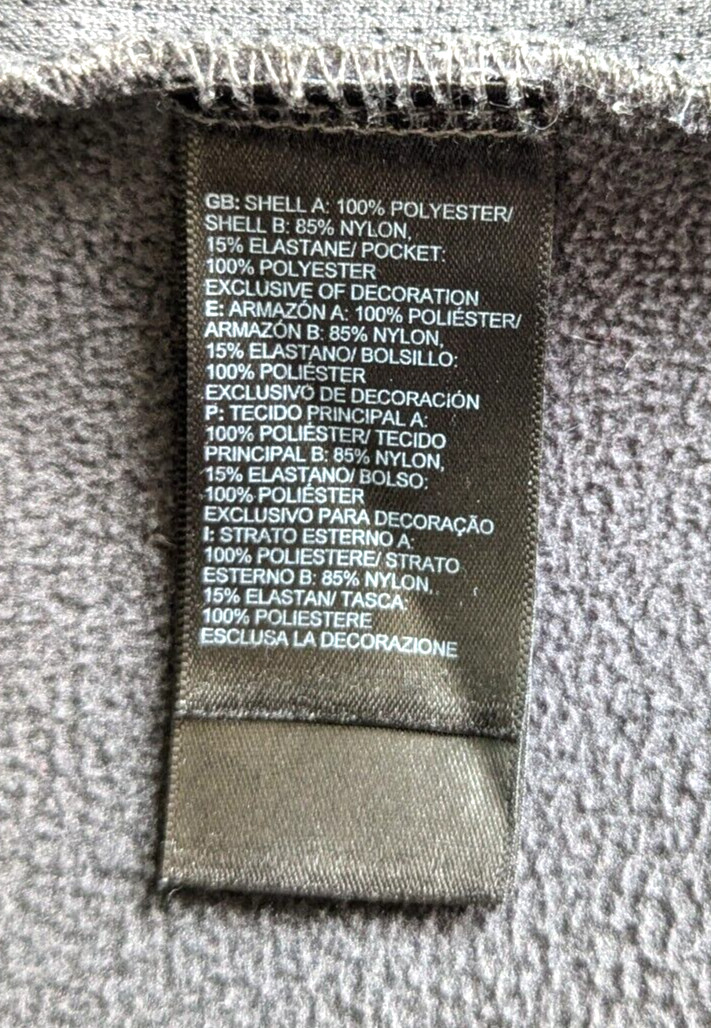 GB: SHELL A: 100% POLYESTER/
SHELL B: 85% NYLON,
15% ELASTANE/ POCKET:
100% POLYESTER
EXCLUSIVE OF DECORATION
E: ARMAZÓN A: 100% POLIÉSTER/
ARMAZÓN B: 85% NYLON,
15% ELASTANO/ BOLSILLO:
100% POLIÉSTER
EXCLUSIVO DE DECORACIÓN
P: TECIDO PRINCIPAL A:
100% POLIÉSTER/ TECIDO
PRINCIPAL B: 85% NYLON,
15% ELASTANO/ BOLSO:
100% POLIÉSTER
EXCLUSIVO PARA DECORAÇÃO
I: STRATO ESTERNO A:
100% POLIESTERE/ STRATO
ESTERNO B: 85% NYLON,
15% ELASTAN/ TASCA:
100% POLIESTERE
ESCLUSA LA DECORAZIONE